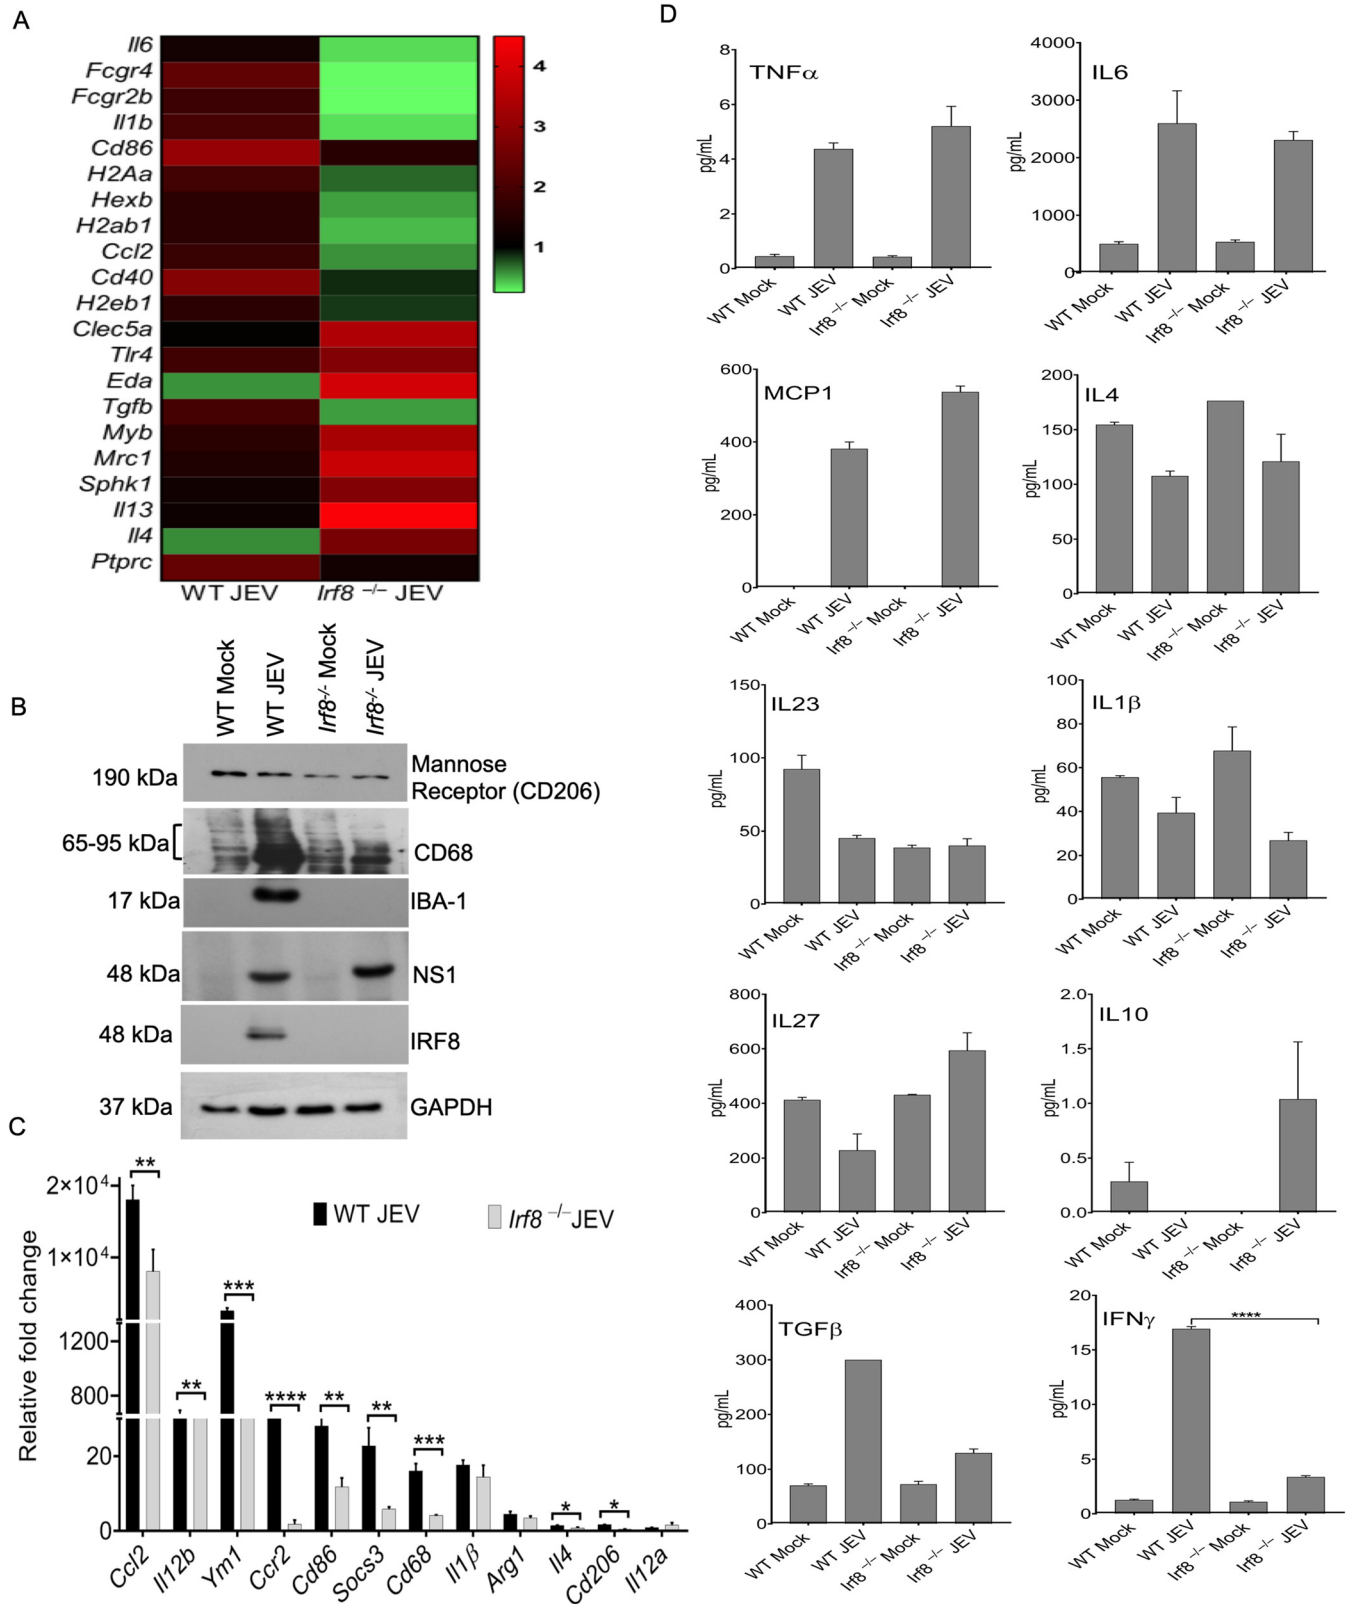 A
Il6
Fcgr4
Fcgr2b
Il1b
Cd86
H2Aa
Hexb
H2ab1
Ccl2
Cd40
H2eb1
Clec5a
Tlr4
Eda
Tgfb
Myb
Mrc1
Sphk1
Il13
Il4
Ptprc
WT JEV Irf8 –/– JEV
4
3
2
1
B
WT Mock
WT JEV
Irf8-/- Mock
Irf8-/- JEV
190 kDa
Mannose
Receptor (CD206)
65-95 kDa
CD68
17 kDa
IBA-1
48 kDa
NS1
48 kDa
IRF8
37 kDa
GAPDH
C
Relative fold change
2×10⁴
1×10⁴
1200
800
20
0
WT JEV
Irf8 –/– JEV
**
**
***
****
**
**
***
*
*
Ccl2
Il12b
Ym1
Ccr2
Cd86
Socs3
Cd68
Il1β
Arg1
Il4
Cd206
Il12a
D
TNFα
pg/mL
8
6
4
2
0
WT Mock
WT JEV
Irf8 –/– Mock
Irf8 –/– JEV
IL6
pg/mL
4000
3000
2000
1000
0
WT Mock
WT JEV
Irf8 –/– Mock
Irf8 –/– JEV
MCP1
pg/mL
600
400
200
0
WT Mock
WT JEV
Irf8 –/– Mock
Irf8 –/– JEV
IL4
pg/mL
200
150
100
50
0
WT Mock
WT JEV
Irf8 –/– Mock
Irf8 –/– JEV
IL23
pg/mL
150
100
50
0
WT Mock
WT JEV
Irf8 –/– Mock
Irf8 –/– JEV
IL1β
pg/mL
100
80
60
40
20
0
WT Mock
WT JEV
Irf8 –/– Mock
Irf8 –/– JEV
IL27
pg/mL
800
600
400
200
0
WT Mock
WT JEV
Irf8 –/– Mock
Irf8 –/– JEV
IL10
pg/mL
2.0
1.5
1.0
0.5
0.0
WT Mock
WT JEV
Irf8 –/– Mock
Irf8 –/– JEV
TGFβ
pg/mL
400
300
200
100
0
WT Mock
WT JEV
Irf8 –/– Mock
Irf8 –/– JEV
IFNγ
****
pg/mL
20
15
10
5
0
WT Mock
WT JEV
Irf8 –/– Mock
Irf8 –/– JEV